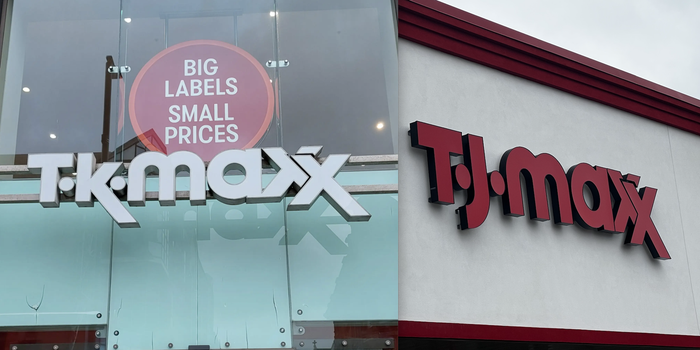 BIG
LABELS
SMALL
PRICES
T·K·maxx
T·J·maxx